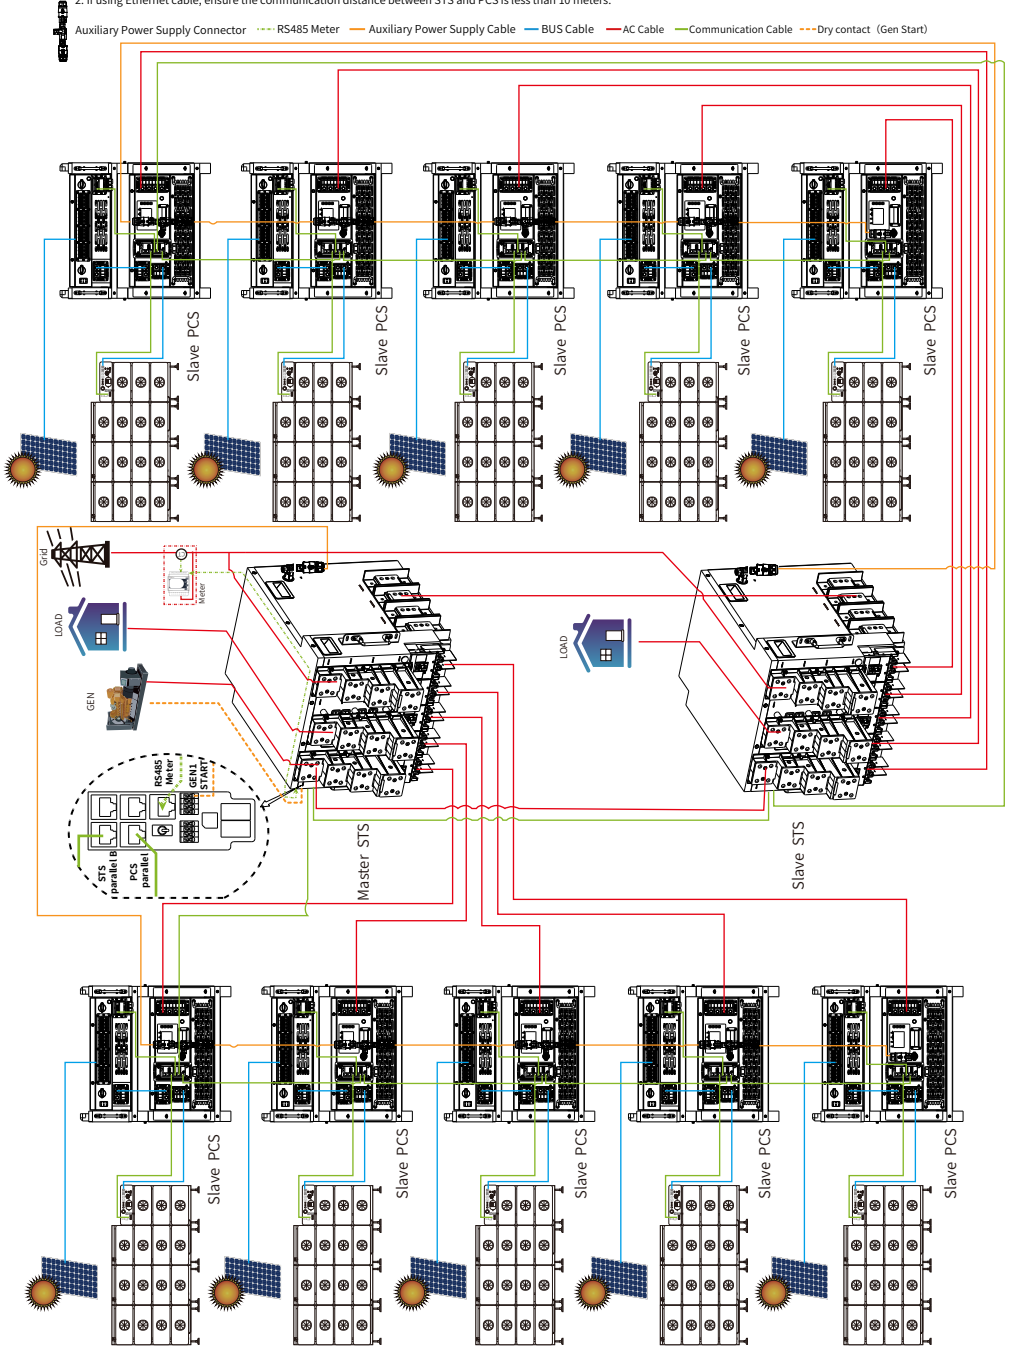 2. If using Ethernet cable, ensure the communication distance between STS and PCS is less than 10 meters.
Auxiliary Power Supply Connector
RS485 Meter
Auxiliary Power Supply Cable
BUS Cable
AC Cable
Communication Cable
Dry contact（Gen Start）
Slave PCS
Slave PCS
Slave PCS
Slave PCS
Slave PCS
Grid
Meter
LOAD
LOAD
GEN
RS485
Meter
GEN1
START
STS
parallel B
PCS
parallel
Master STS
Slave STS
Slave PCS
Slave PCS
Slave PCS
Slave PCS
Slave PCS